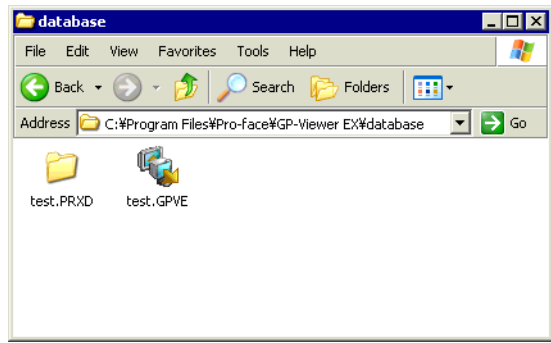 database
File Edit View Favorites Tools Help
Back Search Folders
Address C:¥Program Files¥Pro-face¥GP-Viewer EX¥database Go
test.PRXD test.GPVE